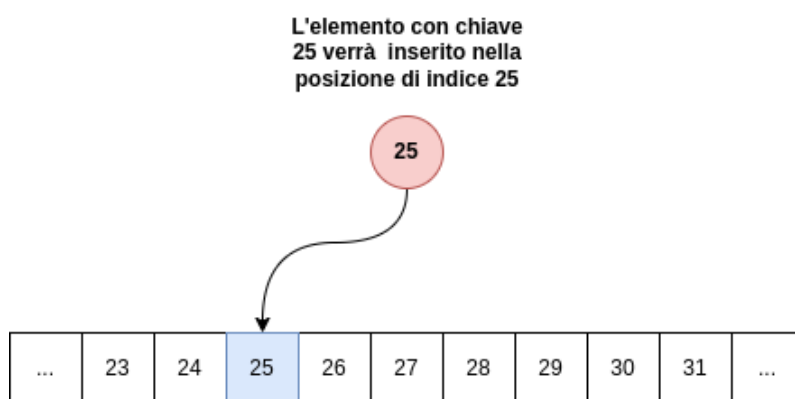 L'elemento con chiave
25 verrà inserito nella
posizione di indice 25
25
... 23 24 25 26 27 28 29 30 31 ...